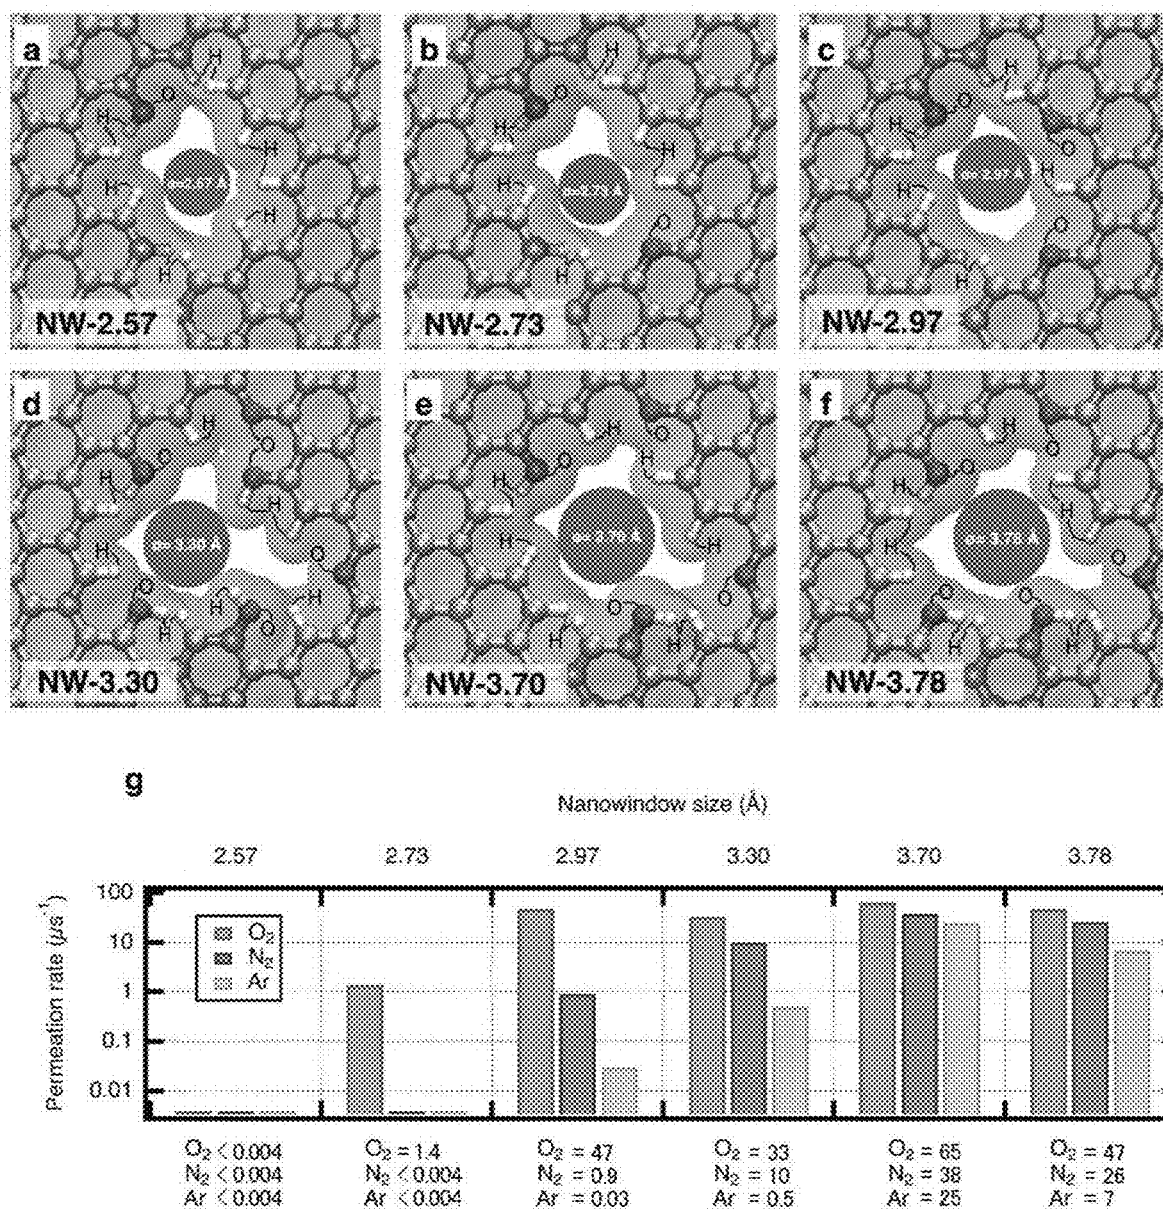 a
H
O
H
H
H
H
H
NW-2.57
b
H
O
H
H
H
O
H
NW-2.73
c
H
O
H
O
H
H
O
H
σ=2.97 Å
NW-2.97
d
H
O
O
H
H
H
O
O
H
H
H
O
σ=3.30 Å
NW-3.30
e
H
O
O
H
H
H
O
O
H
H
NW-3.70
f
H
O
O
H
H
H
O
O
O
H
H
NW-3.78
g
Nanowindow size (Å)
2.57 2.73 2.97 3.30 3.70 3.78
Permeation rate (µs⁻¹)
100
10
1
0.1
0.01
O₂
N₂
Ar
O₂ < 0.004
N₂ < 0.004
Ar < 0.004
O₂ = 1.4
N₂ < 0.004
Ar < 0.004
O₂ = 47
N₂ = 0.9
Ar = 0.03
O₂ = 33
N₂ = 10
Ar = 0.5
O₂ = 65
N₂ = 38
Ar = 25
O₂ = 47
N₂ = 26
Ar = 7